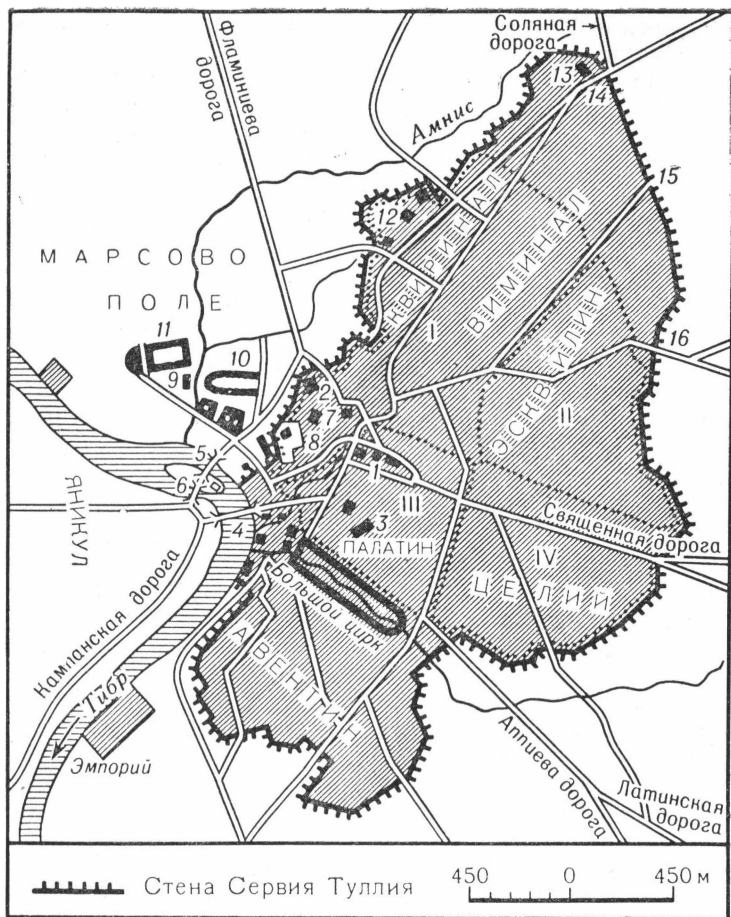 Соляная
дорога
Фламиниева
дорога
13
14
Амнис
15
12
МАРСОВО
ПОЛЕ
КВИРИНАЛ
ВИМИНАЛ
I
ЭСКВИЛИН
16
11
10
9
2
7
II
8
5
1
6
III
ЦИНИЯ
4
3
Священная дорога
ПАЛАТИН
IV
ЦЕЛИЙ
Большой цирк
Кампанская дорога
АВЕНТИН
Тибр
Эмпорий
Аппиева дорога
Латинская
дорога
Стена Сервия Туллия
450 0 450 м